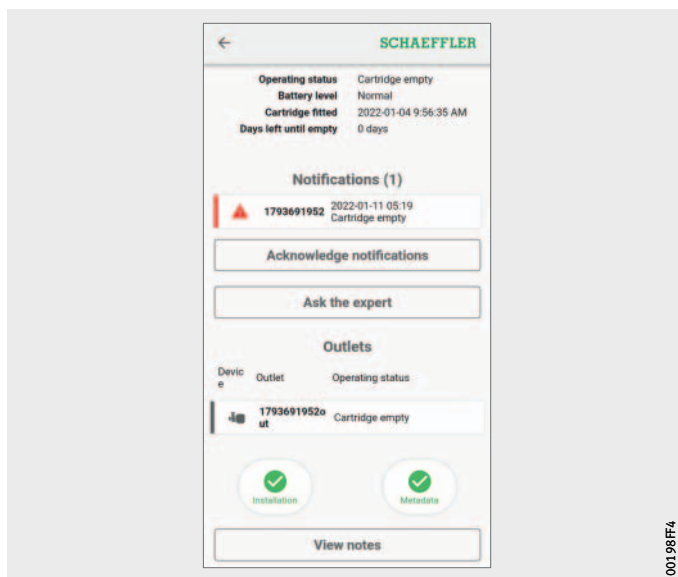 SCHAEFFLER
Operating status Cartridge empty
Battery level Normal
Cartridge fitted 2022-01-04 9:56:35 AM
Days left until empty 0 days
Notifications (1)
1793691952 2022-01-11 05:19
Cartridge empty
Acknowledge notifications
Ask the expert
Outlets
Devic
e Outlet Operating status
1793691952o
ut Cartridge empty
Installation Metadata
View notes
00198FF4